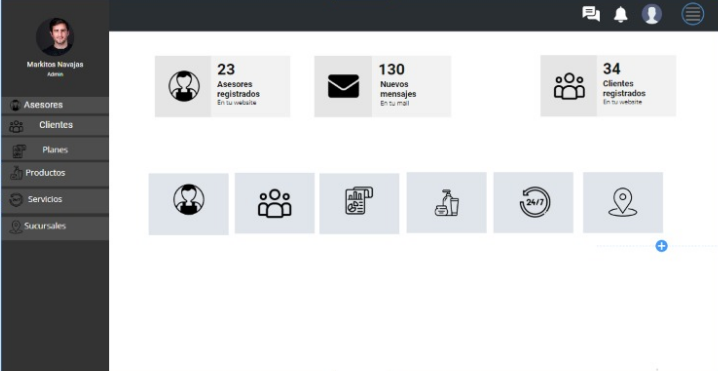 Markitos Navajas
Admin
Asesores
Clientes
Planes
Productos
Servicios
Sucursales
23
Asesores
registrados
En tu website
130
Nuevos
mensajes
En tu mail
34
Clientes
registrados
En tu website
24/7